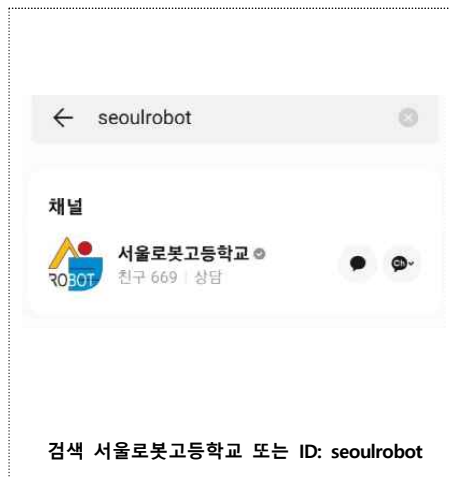 seoulrobot
채널
ROBOT
서울로봇고등학교
친구 669 | 상담
Ch
검색 서울로봇고등학교 또는 ID: seoulrobot